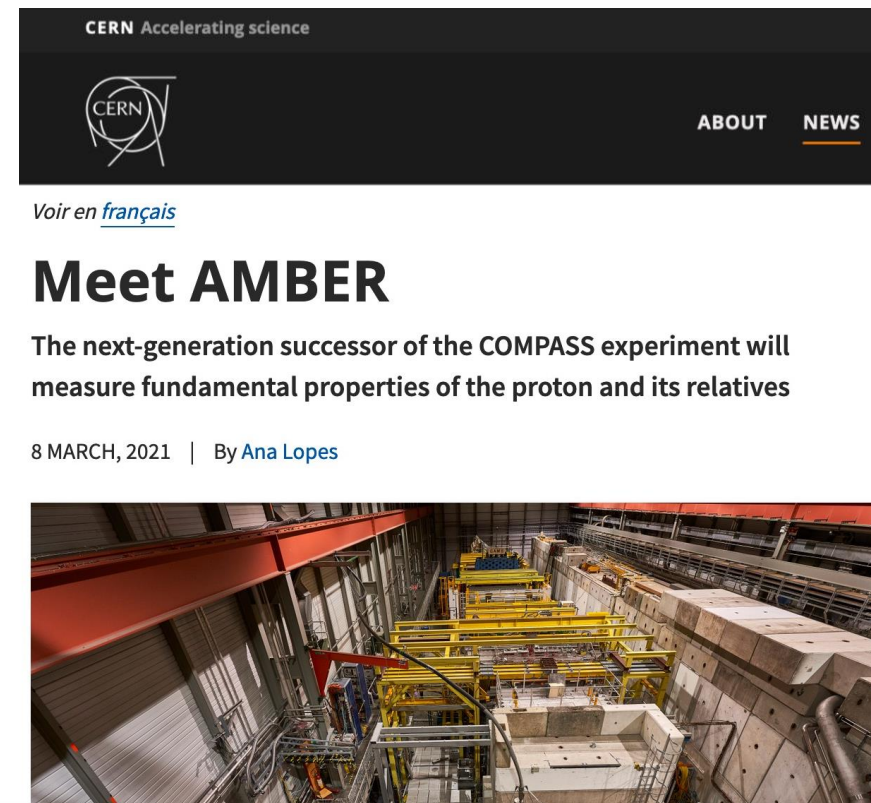 CERN Accelerating science
CERN
ABOUT NEWS
Voir en français
Meet AMBER
The next-generation successor of the COMPASS experiment will
measure fundamental properties of the proton and its relatives
8 MARCH, 2021 | By Ana Lopes